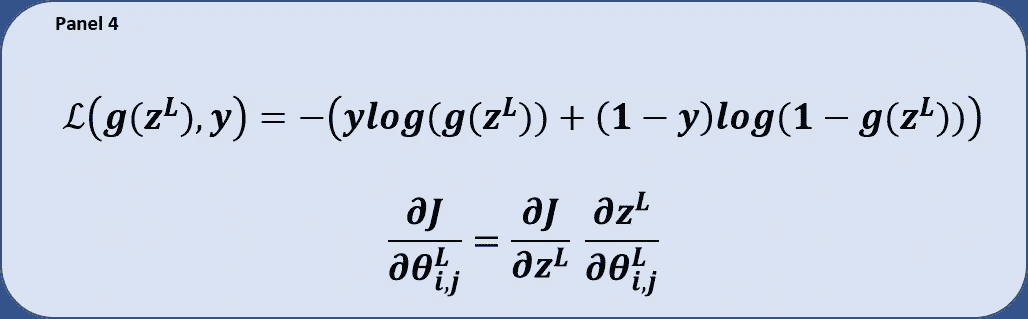 Panel 4
ℒ(g(z^L), y) = −(ylog(g(z^L)) + (1 − y)log(1 − g(z^L)))
∂J/∂θ^L_{i,j} = ∂J/∂z^L ∂z^L/∂θ^L_{i,j}